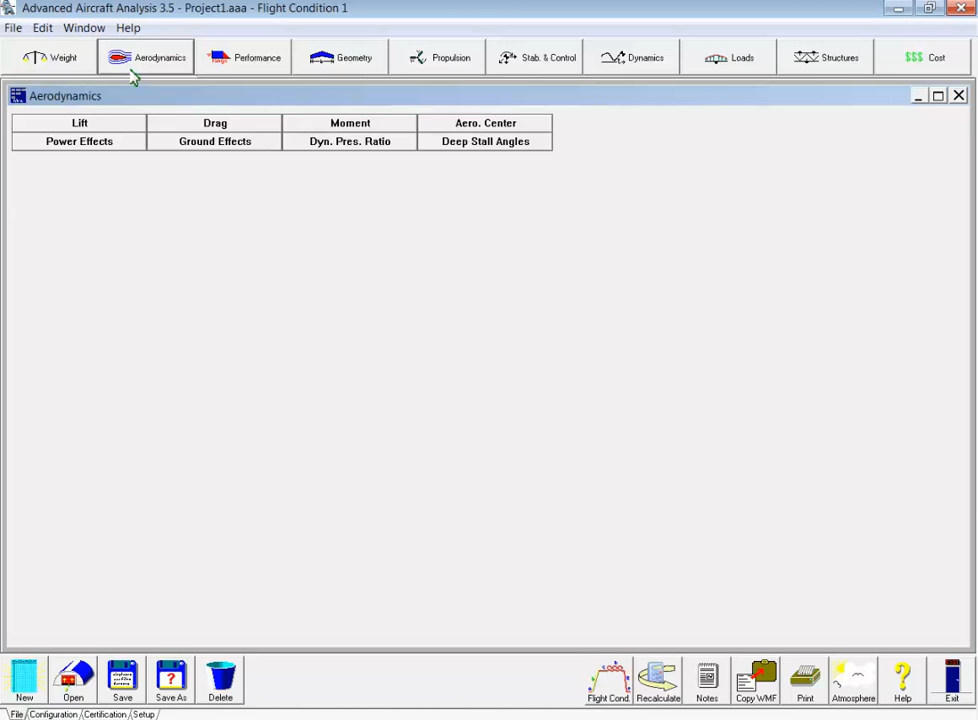 Advanced Aircraft Analysis 3.5 - Project1.aaa - Flight Condition 1
File Edit Window Help
Weight Aerodynamics Performance Geometry Propulsion Stab. & Control Dynamics Loads Structures $$$ Cost
Aerodynamics
Lift Drag Moment Aero. Center
Power Effects Ground Effects Dyn. Pres. Ratio Deep Stall Angles
New Open Save Save As Delete Flight Cond. Recalculate Notes Copy WMF Print Atmosphere Help Exit
File Configuration Certification Setup